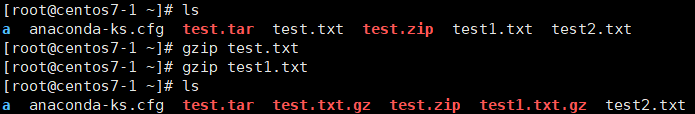 [root@centos7-1 ~]# ls
a  anaconda-ks.cfg  test.tar  test.txt  test.zip  test1.txt  test2.txt
[root@centos7-1 ~]# gzip test.txt
[root@centos7-1 ~]# gzip test1.txt
[root@centos7-1 ~]# ls
a  anaconda-ks.cfg  test.tar  test.txt.gz  test.zip  test1.txt.gz  test2.txt